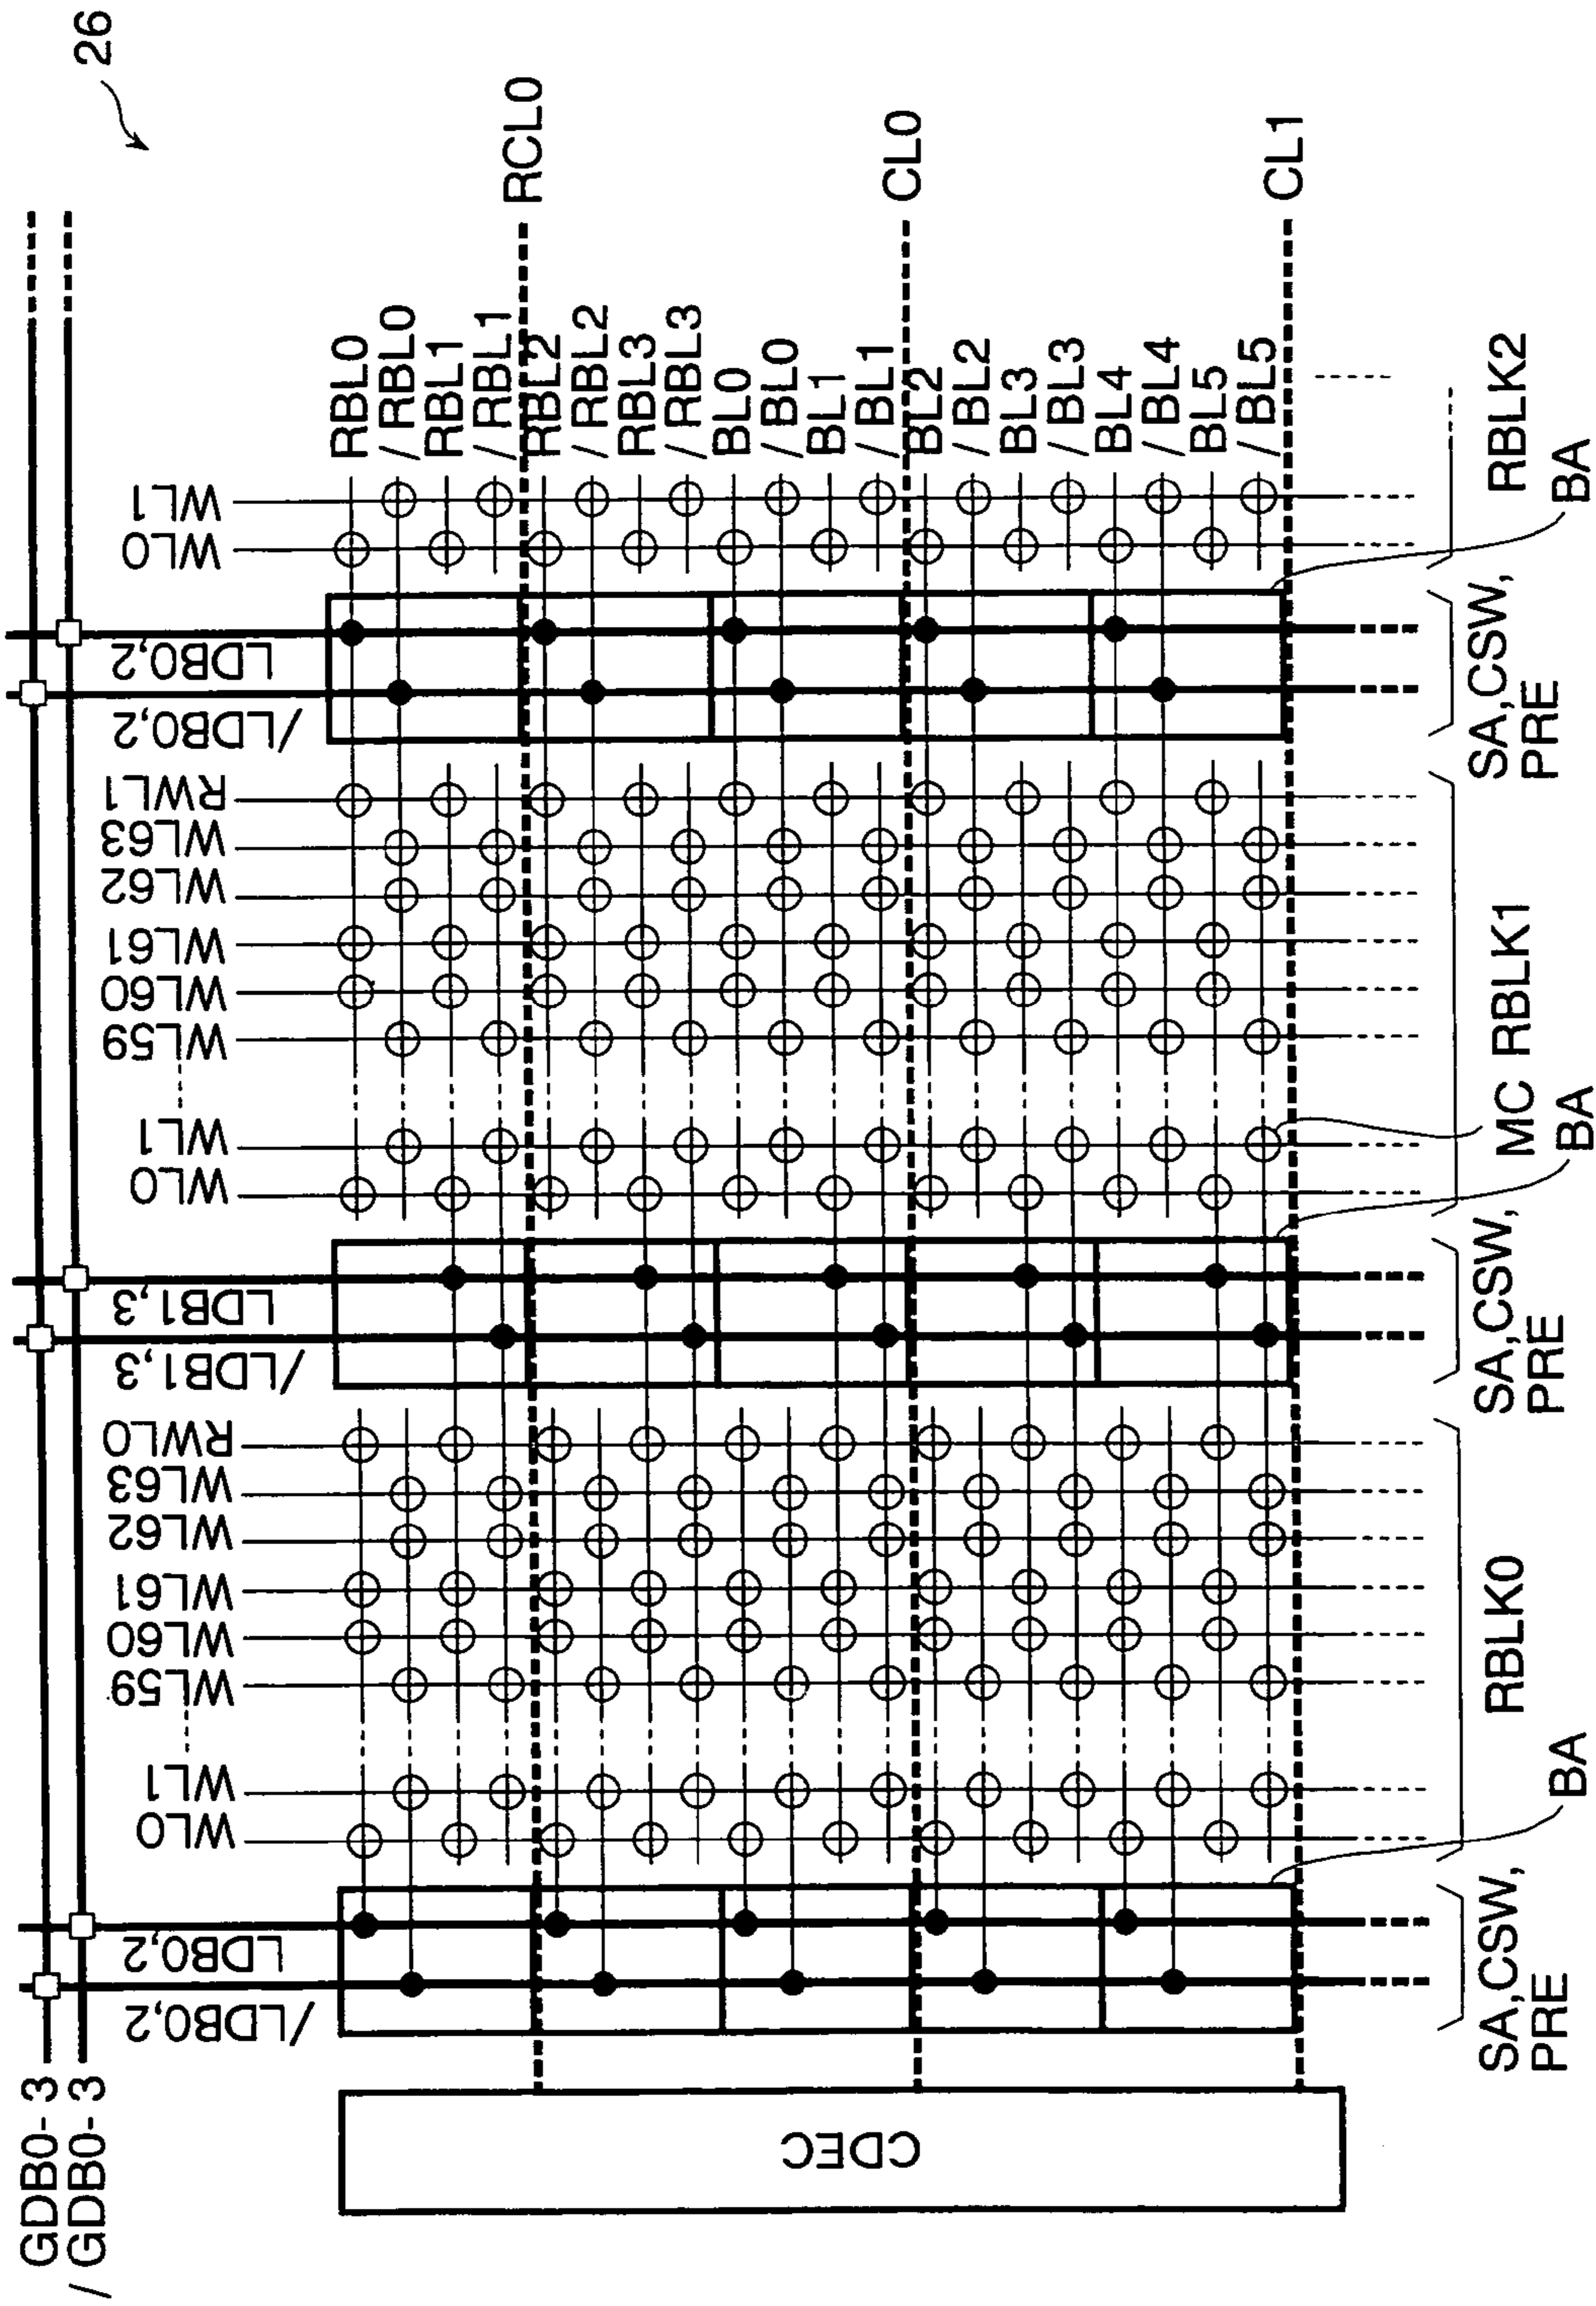 26
GDB0-3
/GDB0-3
/LDB0,2
LDB0,2
WL0
WL1
WL59
WL60
WL61
WL62
WL63
RWL0
/LDB1,3
LDB1,3
WL0
WL1
WL59
WL60
WL61
WL62
WL63
RWL1
/LDB0,2
LDB0,2
WL0
WL1
RBL0
/RBL0
RBL1
/RBL1
RCL0
RBL2
/RBL2
RBL3
/RBL3
BL0
/BL0
BL1
/BL1
CL0
BL2
/BL2
BL3
/BL3
BL4
/BL4
BL5
/BL5
CL1
CDEC
SA,CSW,
PRE
BA
RBLK0
SA,CSW,
PRE
BA
MC
RBLK1
SA,CSW,
PRE
BA
RBLK2